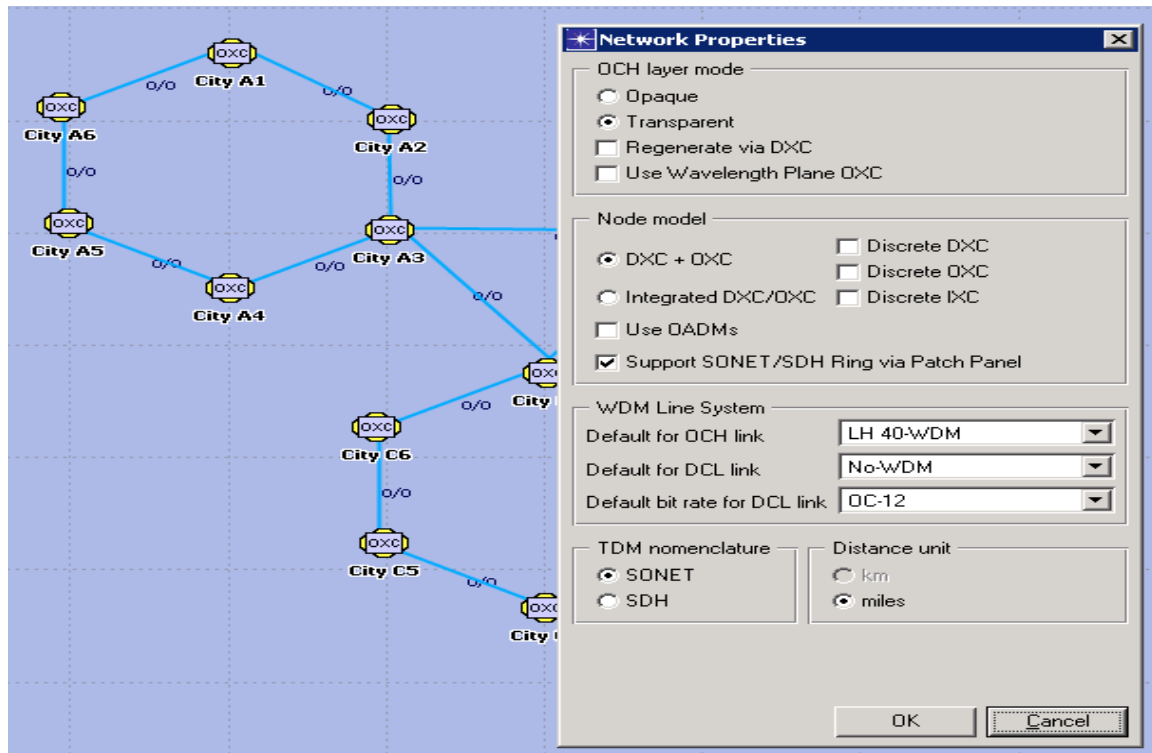 OXC
City A1
0/0
0/0
OXC
City A6
OXC
City A2
0/0
0/0
OXC
City A5
OXC
City A3
0/0
0/0
OXC
City A4
0/0
City
0/0
OXC
City C6
0/0
OXC
City C5
0/0
City
Network Properties
OCH layer mode
Opaque
Transparent
Regenerate via DXC
Use Wavelength Plane OXC
Node model
DXC + OXC
Integrated DXC/OXC
Discrete DXC
Discrete OXC
Discrete IXC
Use OADMs
Support SONET/SDH Ring via Patch Panel
WDM Line System
Default for OCH link
LH 40-WDM
Default for DCL link
No-WDM
Default bit rate for DCL link
OC-12
TDM nomenclature
SONET
SDH
Distance unit
km
miles
OK
Cancel